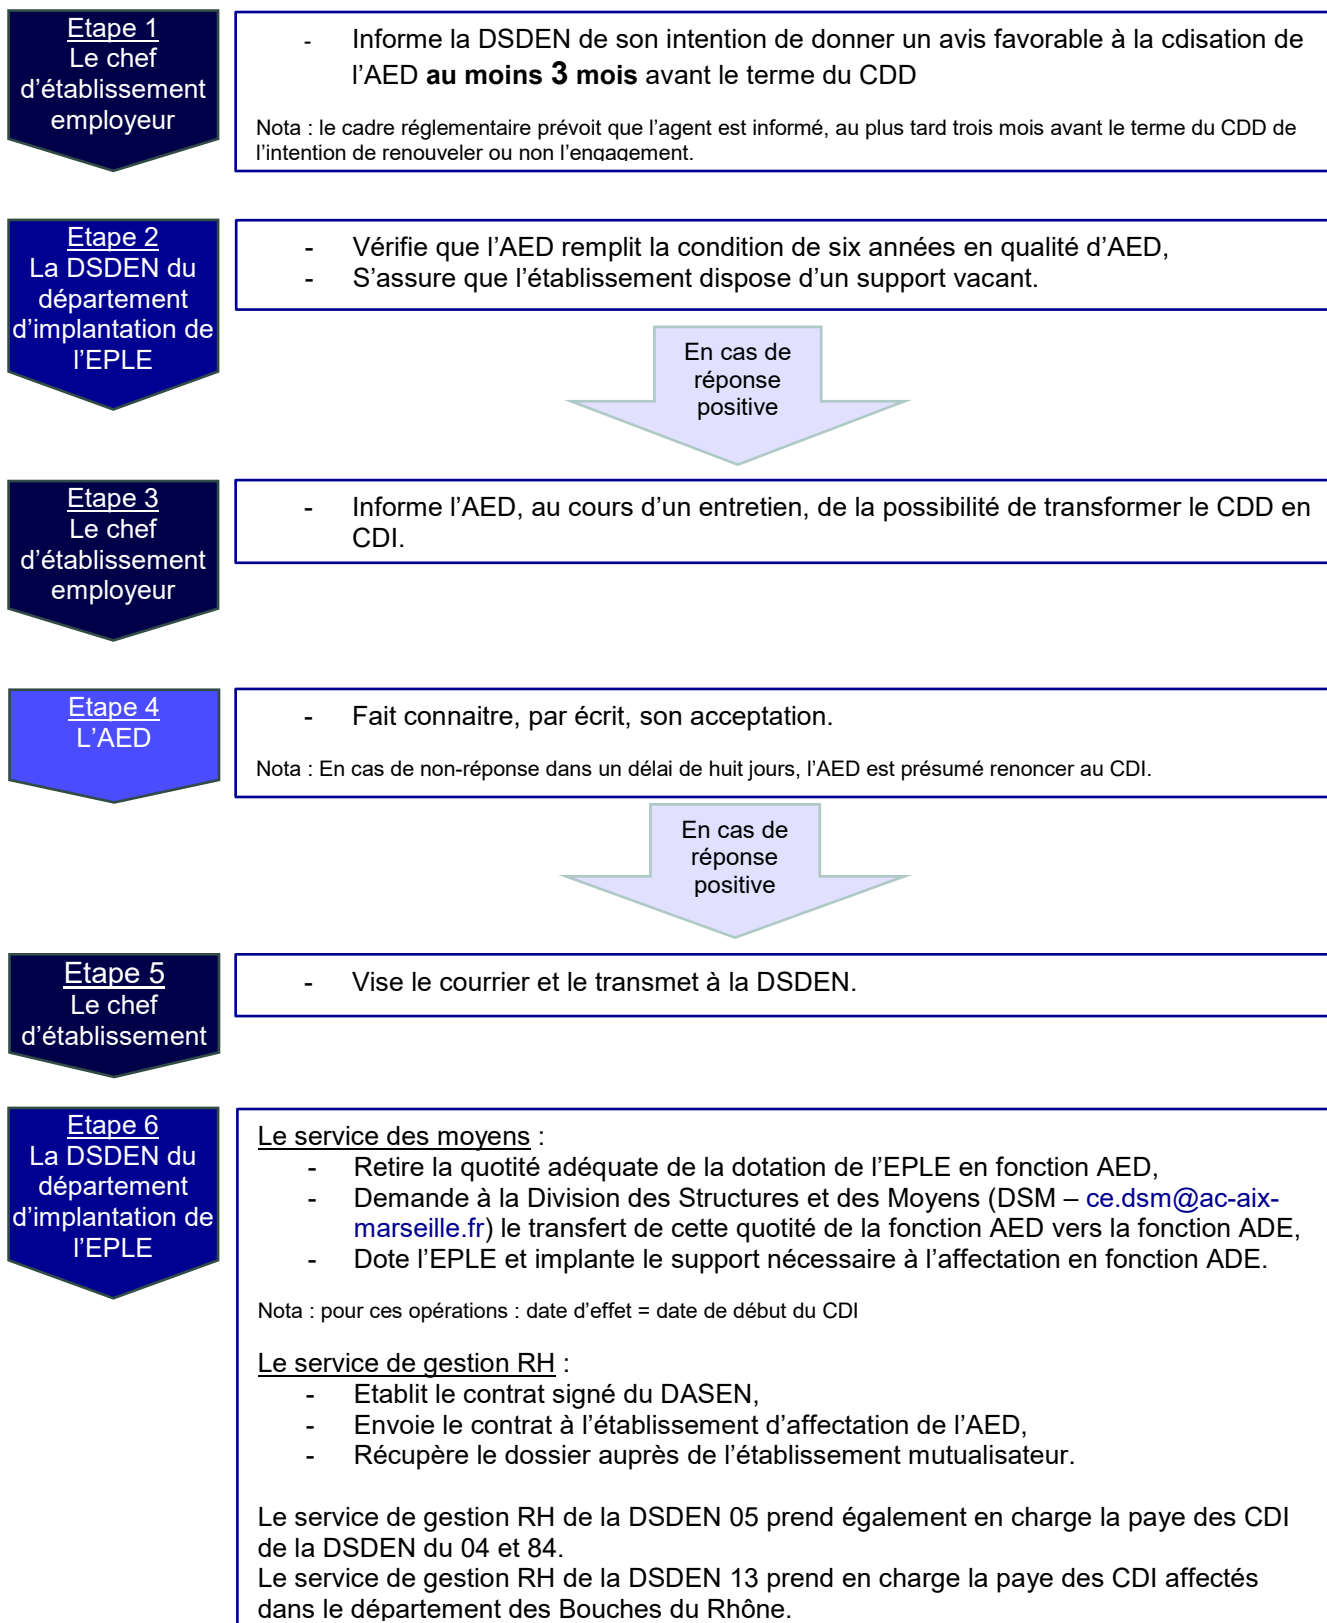 Etape 1
Le chef
d’établissement
employeur
- Informe la DSDEN de son intention de donner un avis favorable à la cdisation de
l’AED au moins 3 mois avant le terme du CDD
Nota : le cadre réglementaire prévoit que l’agent est informé, au plus tard trois mois avant le terme du CDD de
l’intention de renouveler ou non l’engagement.
Etape 2
La DSDEN du
département
d’implantation de
l’EPLE
- Vérifie que l’AED remplit la condition de six années en qualité d’AED,
- S’assure que l’établissement dispose d’un support vacant.
En cas de
réponse
positive
Etape 3
Le chef
d’établissement
employeur
- Informe l’AED, au cours d’un entretien, de la possibilité de transformer le CDD en
CDI.
Etape 4
L’AED
- Fait connaitre, par écrit, son acceptation.
Nota : En cas de non-réponse dans un délai de huit jours, l’AED est présumé renoncer au CDI.
En cas de
réponse
positive
Etape 5
Le chef
d’établissement
- Vise le courrier et le transmet à la DSDEN.
Etape 6
La DSDEN du
département
d’implantation de
l’EPLE
Le service des moyens :
- Retire la quotité adéquate de la dotation de l’EPLE en fonction AED,
- Demande à la Division des Structures et des Moyens (DSM – ce.dsm@ac-aix-
marseille.fr) le transfert de cette quotité de la fonction AED vers la fonction ADE,
- Dote l’EPLE et implante le support nécessaire à l’affectation en fonction ADE.
Nota : pour ces opérations : date d’effet = date de début du CDI
Le service de gestion RH :
- Etablit le contrat signé du DASEN,
- Envoie le contrat à l’établissement d’affectation de l’AED,
- Récupère le dossier auprès de l’établissement mutualisateur.
Le service de gestion RH de la DSDEN 05 prend également en charge la paye des CDI
de la DSDEN du 04 et 84.
Le service de gestion RH de la DSDEN 13 prend en charge la paye des CDI affectés
dans le département des Bouches du Rhône.